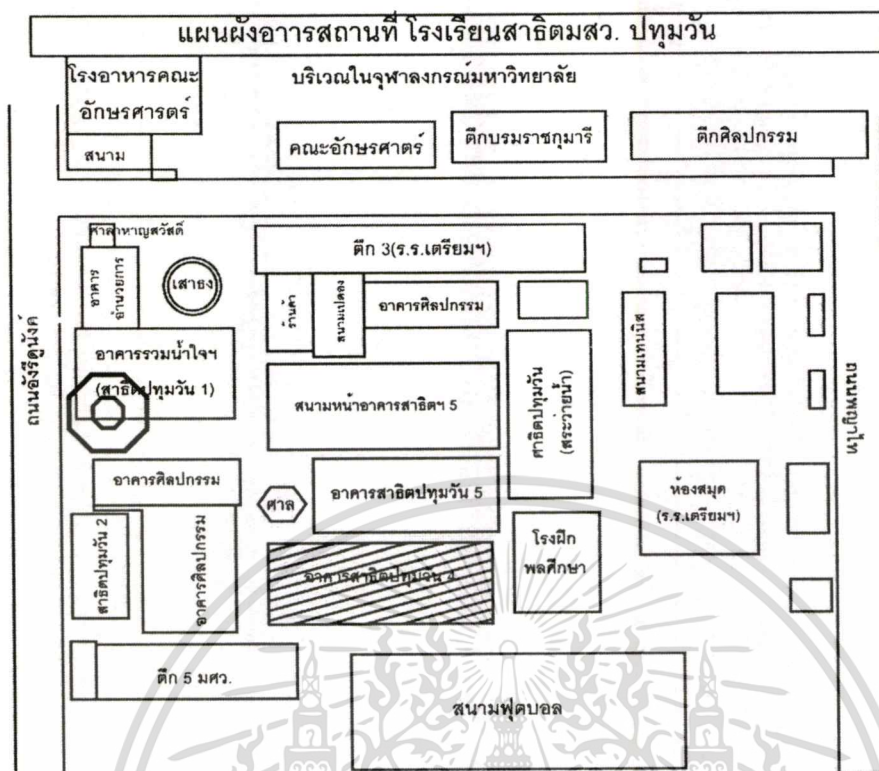 แผนผังอาารสถานที่ โรงเรียนสาธิตมสว. ปทุมวัน
โรงอาหารคณะ
อักษรศารตร์
บริเวณในจุฬาลงกรณ์มหาวิทยาลัย
สนาม
คณะอักษรศาตร์
ตึกบรมราชกุมารี
ตึกศิลปกรรม
ศาลาหาญสวัสดิ์
อาคาร
อำนวยการ
เสาธง
ตึก 3(ร.ร.เตรียมฯ)
ร้านค้า
สนามเปตอง
อาคารศิลปกรรม
อาคารรวมน้ำใจฯ
(สาธิตปทุมวัน 1)
สนามหน้าอาคารสาธิตฯ 5
ศาธิตปทุมวัน
(สระว่ายน้ำ)
สนามเทนนิส
ถนนอังรีดูนังค์
ถนนพญาไท
อาคารศิลปกรรม
ศาล
อาคารสาธิตปทุมวัน 5
ห้องสมุด
(ร.ร.เตรียมฯ)
สาธิตปทุมวัน 2
อาคารศิลปกรรม
อาคารสาธิตปทุมวัน
โรงฝึก
พลศึกษา
ตึก 5 มศว.
สนามฟุตบอล